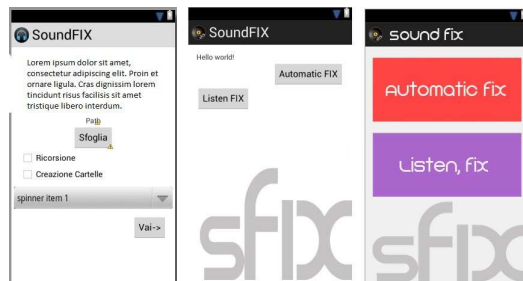 SoundFIX
Lorem ipsum dolor sit amet,
consectetur adipiscing elit. Proin et
ornare ligula. Cras dignissim lorem
tincidunt risus facilisis sit amet
tristique libero interdum.
Path
Sfoglia
Ricorsione
Creazione Cartelle
spinner item 1
Vai->
SoundFIX
Hello world!
Automatic FIX
Listen FIX
sfix
sound fix
Automatic fix
Listen, fix
sfix